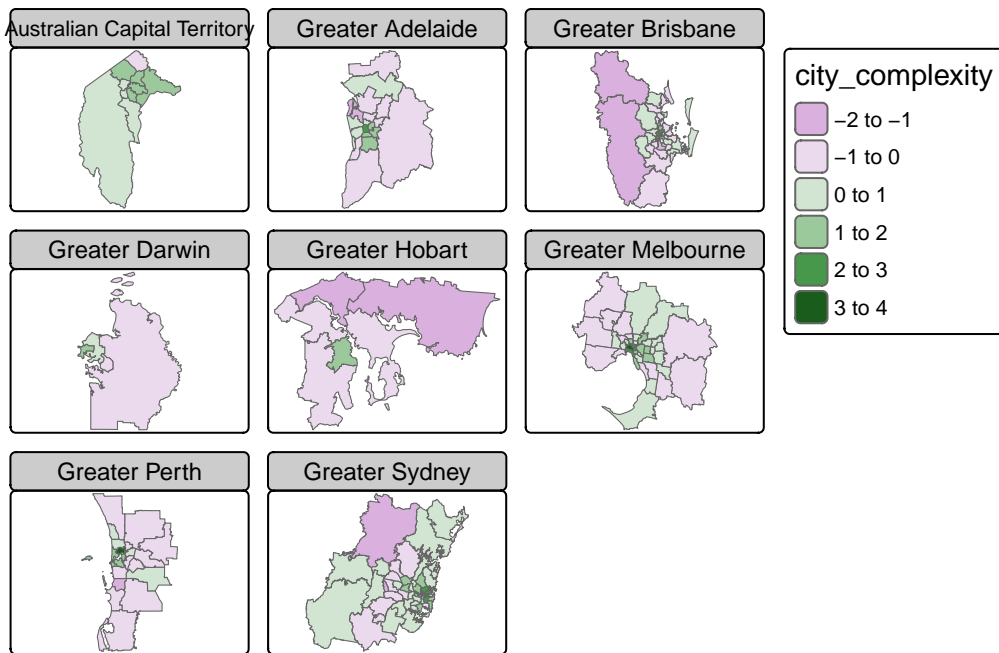 Australian Capital Territory
Greater Adelaide
Greater Brisbane
city_complexity
−2 to −1
−1 to 0
0 to 1
1 to 2
2 to 3
3 to 4
Greater Darwin
Greater Hobart
Greater Melbourne
Greater Perth
Greater Sydney